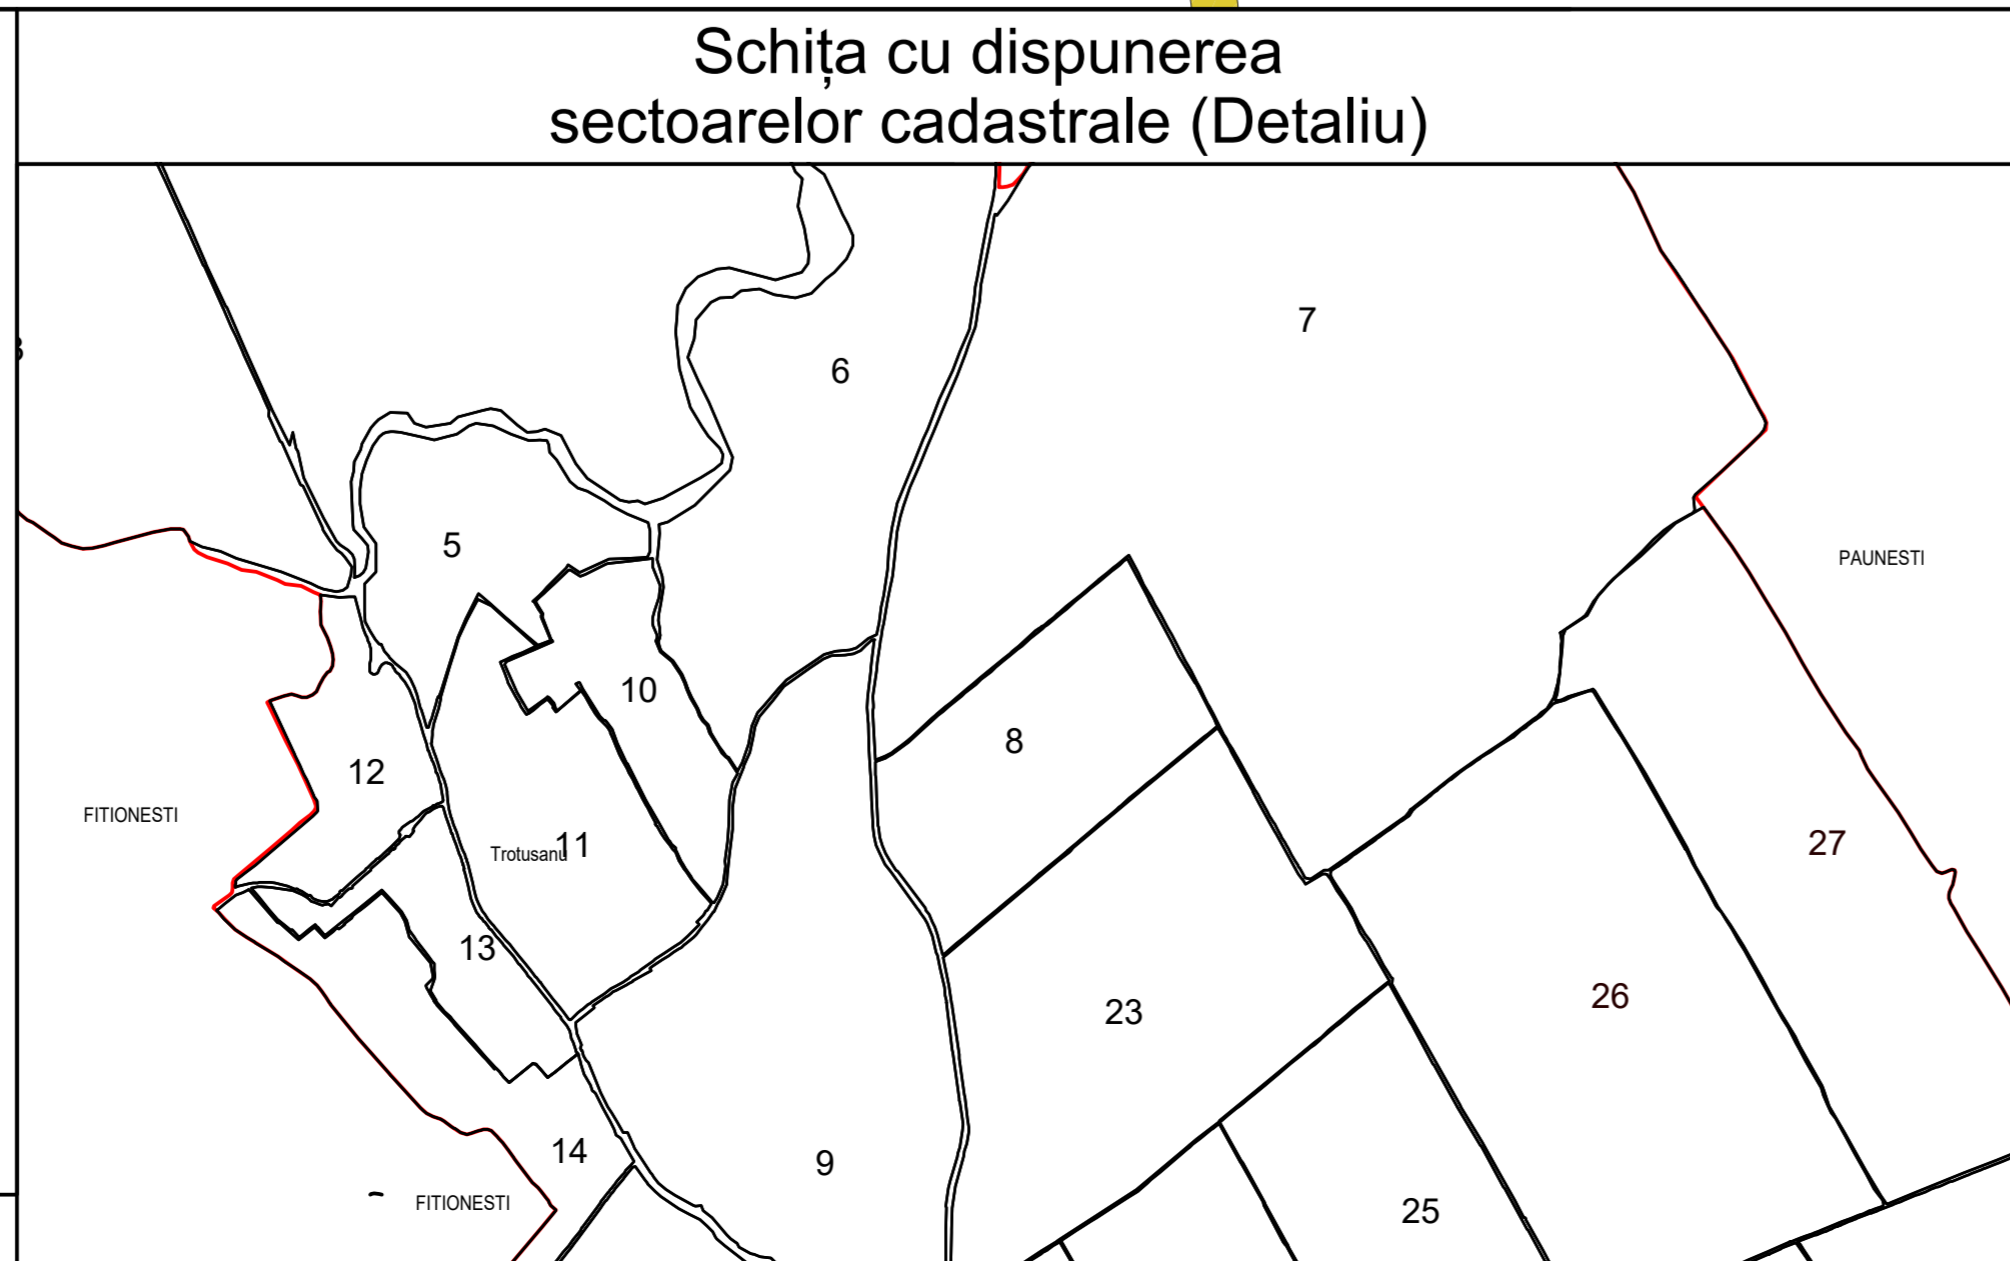 Schița cu dispunerea
sectoarelor cadastrale (Detaliu)
7
6
5
PAUNESTI
10
8
12
FITIONESTI
Trotusanu
11
27
13
26
23
14
9
FITIONESTI
25